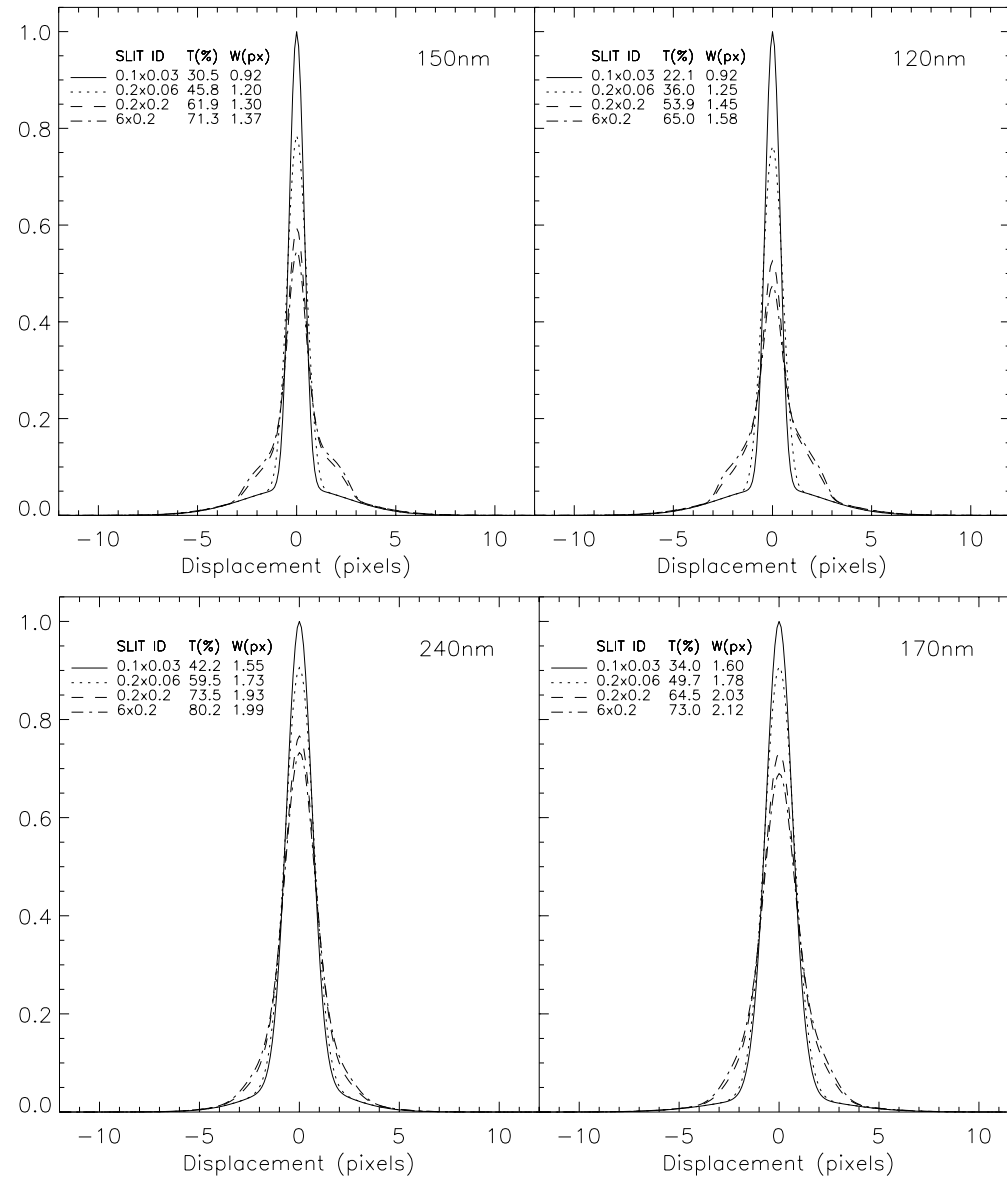 SLIT ID T(%) W(px)
0.1x0.03 30.5 0.92
0.2x0.06 45.8 1.20
0.2x0.2 61.9 1.30
6x0.2 71.3 1.37
150nm
1.0
0.8
0.6
0.4
0.2
0.0
−10 −5 0 5 10
Displacement (pixels)
SLIT ID T(%) W(px)
0.1x0.03 22.1 0.92
0.2x0.06 36.0 1.25
0.2x0.2 53.9 1.45
6x0.2 65.0 1.58
120nm
−10 −5 0 5 10
Displacement (pixels)
SLIT ID T(%) W(px)
0.1x0.03 42.2 1.55
0.2x0.06 59.5 1.73
0.2x0.2 73.5 1.93
6x0.2 80.2 1.99
240nm
1.0
0.8
0.6
0.4
0.2
0.0
−10 −5 0 5 10
Displacement (pixels)
SLIT ID T(%) W(px)
0.1x0.03 34.0 1.60
0.2x0.06 49.7 1.78
0.2x0.2 64.5 2.03
6x0.2 73.0 2.12
170nm
−10 −5 0 5 10
Displacement (pixels)